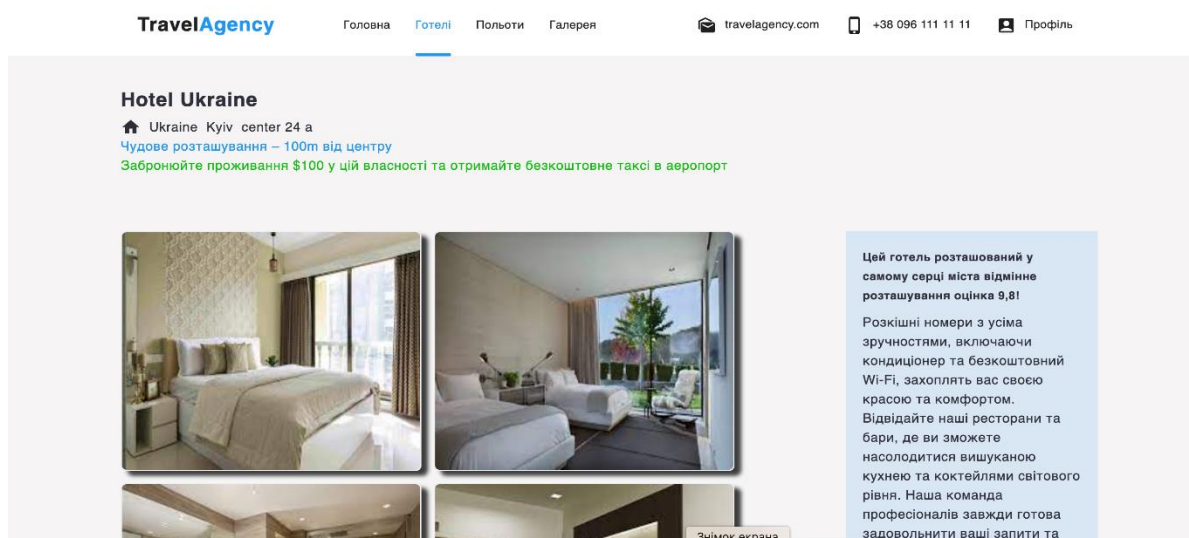 TravelAgency
Головна Готелі Польоти Галерея
travelagency.com +38 096 111 11 11 Профіль
Hotel Ukraine
Ukraine Kyiv center 24 a
Чудове розташування – 100m від центру
Забронюйте проживання $100 у цій власності та отримайте безкоштовне таксі в аеропорт
Цей готель розташований у
самому серці міста відмінне
розташування оцінка 9,8!
Розкішні номери з усіма
зручностями, включаючи
кондиціонер та безкоштовний
Wi-Fi, захоплять вас своєю
красою та комфортом.
Відвідайте наші ресторани та
бари, де ви зможете
насолодитися вишуканою
кухнею та коктейлями світового
рівня. Наша команда
професіоналів завжди готова
задовольнити ваші запити та
Знімок екрана